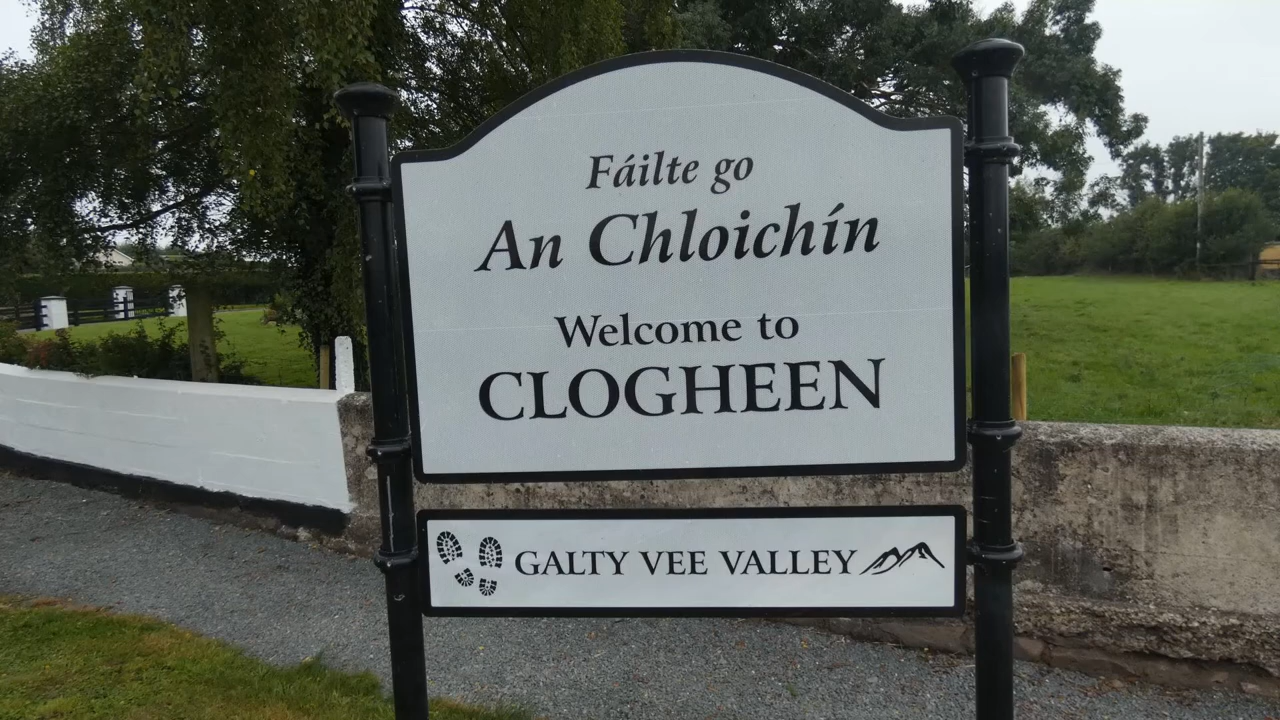 Fáilte go
An Chloichín
Welcome to
CLOGHEEN
GALTY VEE VALLEY